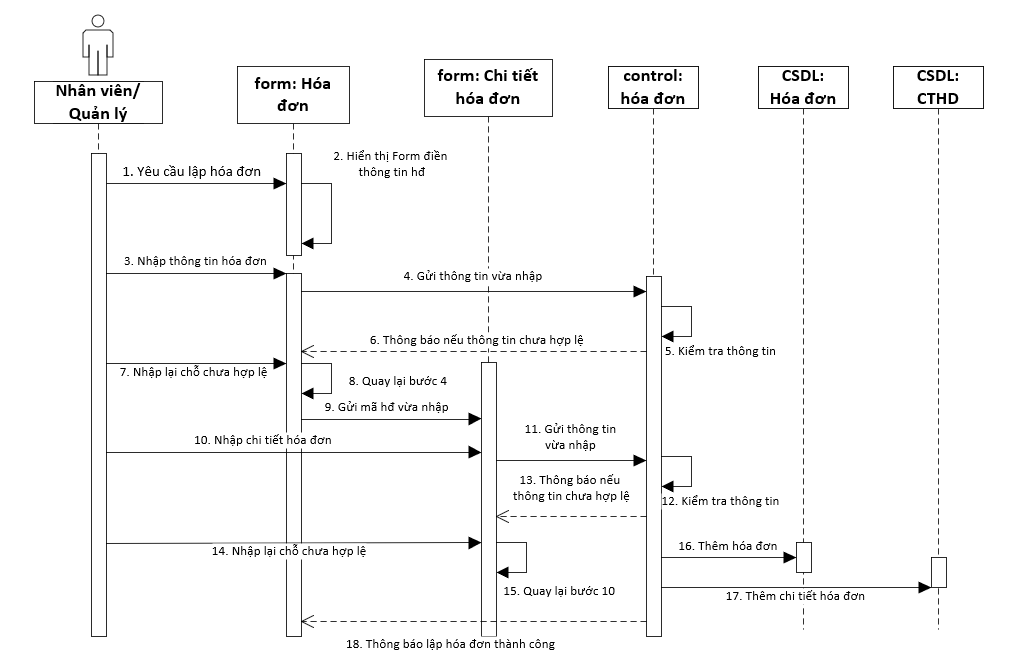 Nhân viên/
Quản lý
form: Hóa
đơn
form: Chi tiết
hóa đơn
control:
hóa đơn
CSDL:
Hóa đơn
CSDL:
CTHD
1. Yêu cầu lập hóa đơn
2. Hiển thị Form điền
thông tin hđ
3. Nhập thông tin hóa đơn
4. Gửi thông tin vừa nhập
5. Kiểm tra thông tin
6. Thông báo nếu thông tin chưa hợp lệ
7. Nhập lại chỗ chưa hợp lệ
8. Quay lại bước 4
9. Gửi mã hđ vừa nhập
10. Nhập chi tiết hóa đơn
11. Gửi thông tin
vừa nhập
12. Kiểm tra thông tin
13. Thông báo nếu
thông tin chưa hợp lệ
14. Nhập lại chỗ chưa hợp lệ
15. Quay lại bước 10
16. Thêm hóa đơn
17. Thêm chi tiết hóa đơn
18. Thông báo lập hóa đơn thành công